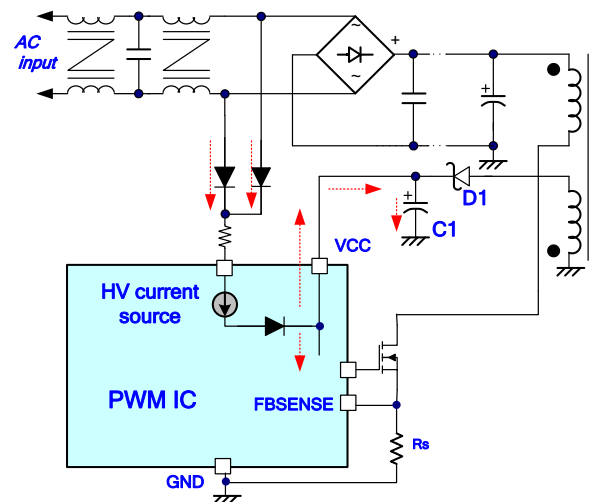 AC
input
~
+
+
~
D1
+
C1
VCC
HV current
source
PWM IC
FBSENSE
Rs
GND